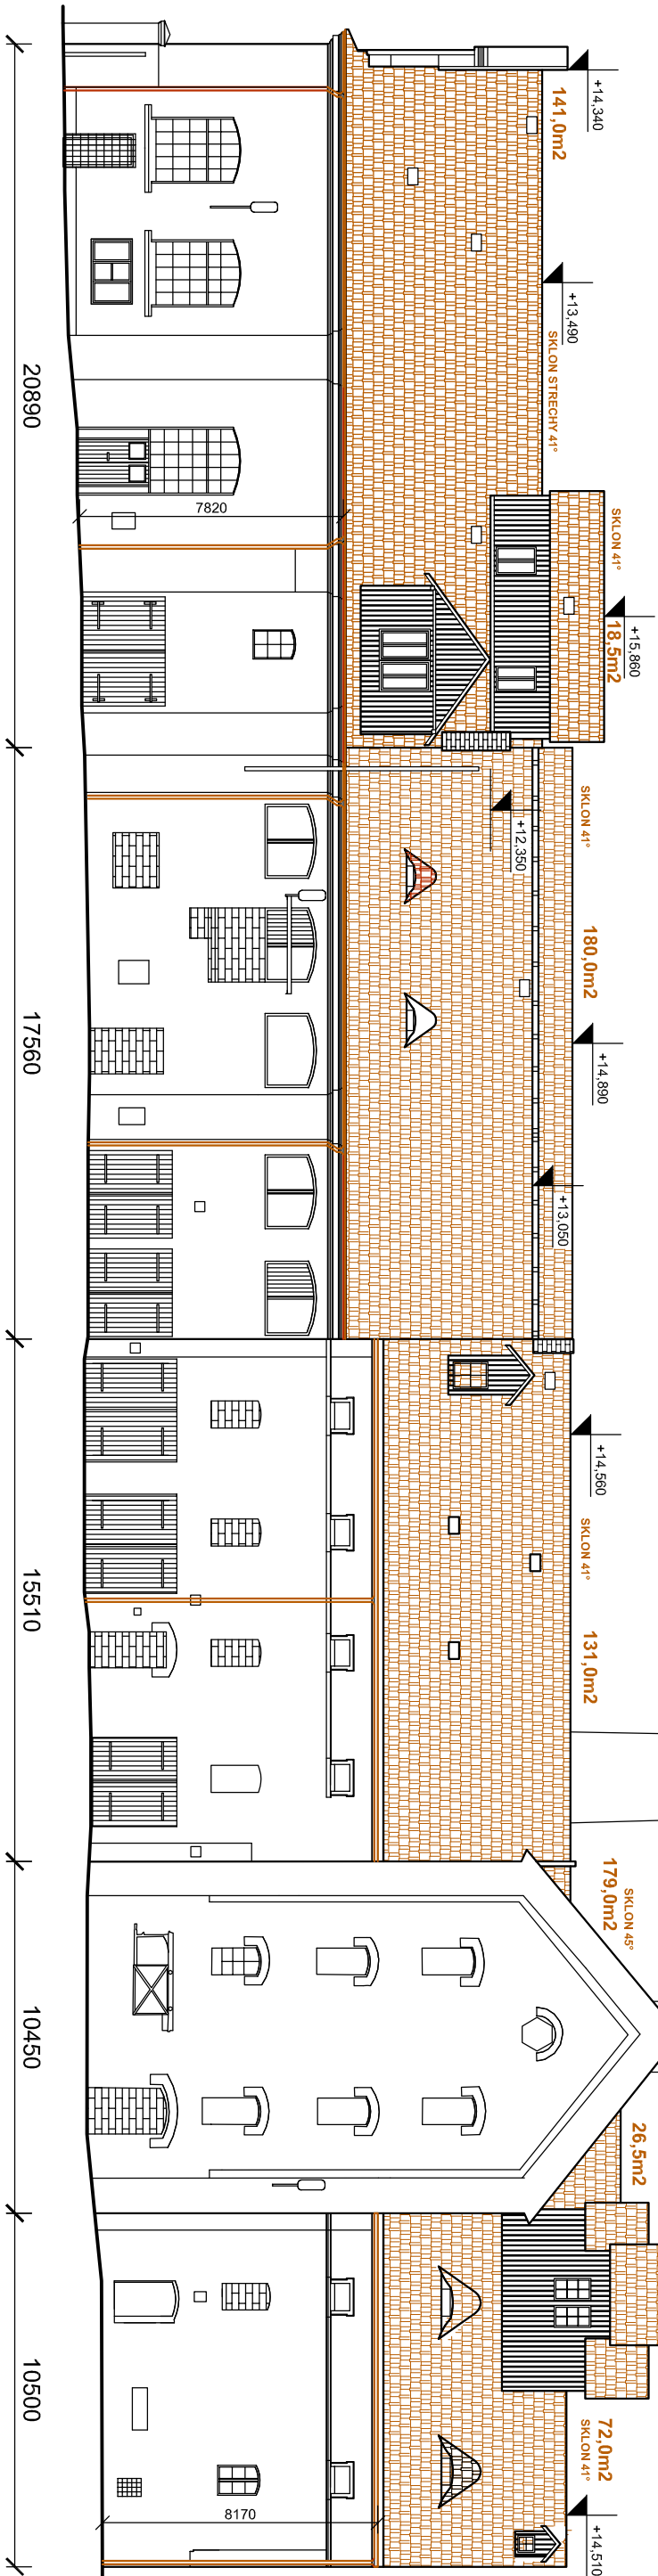 +14,340
141,0m2
+13,490
SKLON STRECHY 41°
SKLON 41°
+15,860
18,5m2
7820
20890
SKLON 41°
+12,350
180,0m2
+14,890
+13,050
17560
+14,560
SKLON 41°
131,0m2
15510
SKLON 45°
179,0m2
10450
26,5m2
72,0m2
SKLON 41°
+14,510
8170
10500